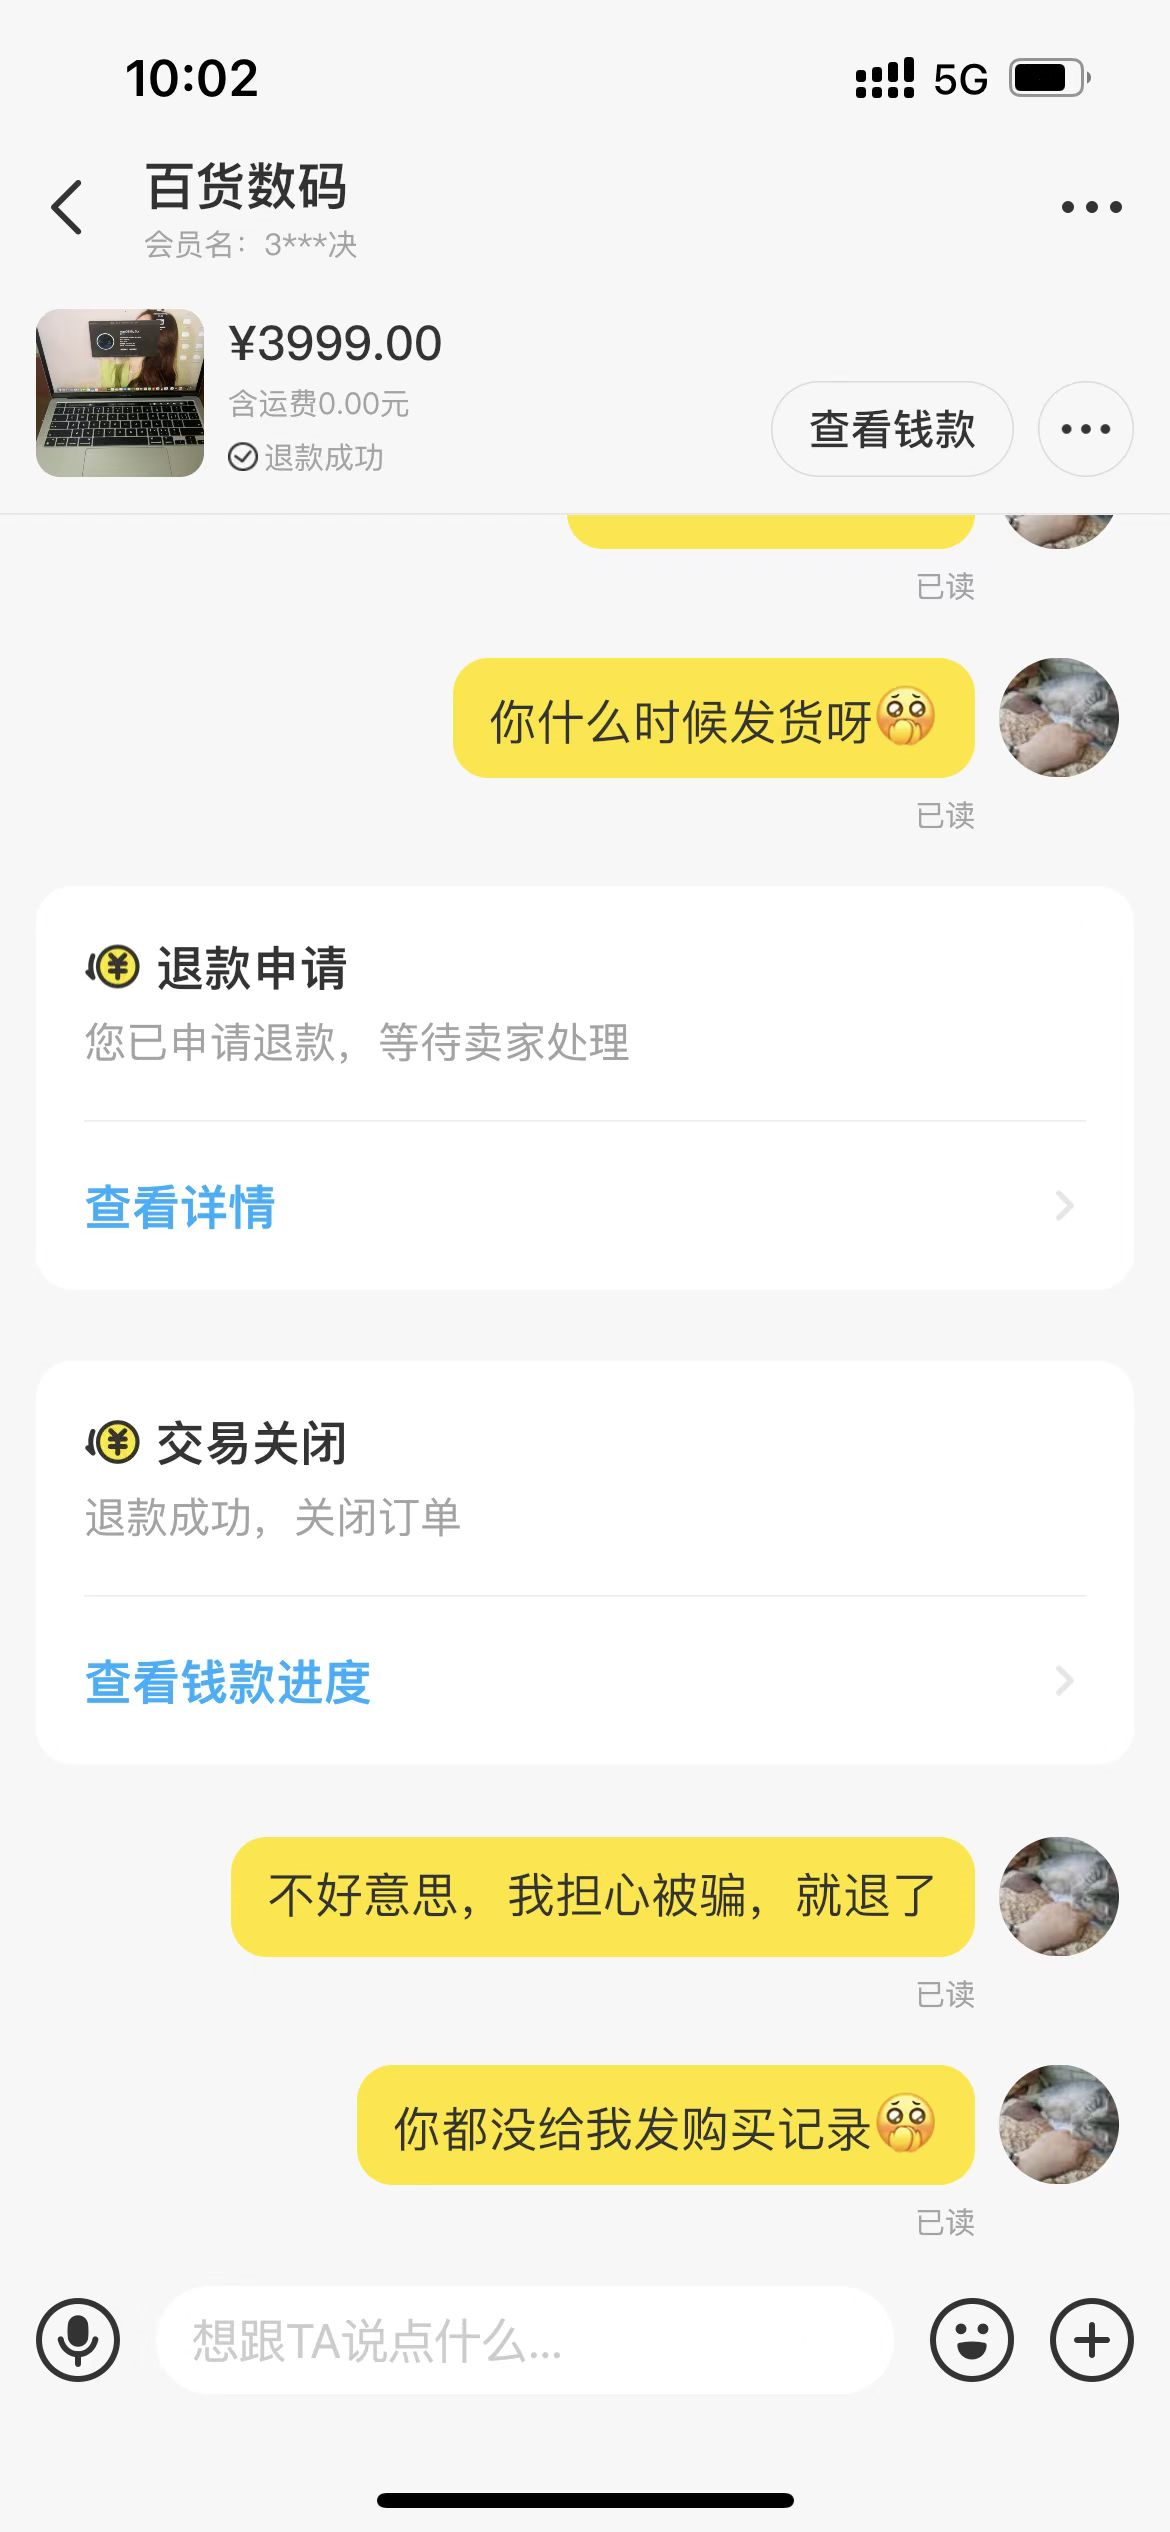 10:02
5G
百货数码
会员名：3***决
¥3999.00
含运费0.00元
退款成功
查看钱款
已读
你什么时候发货呀
已读
退款申请
您已申请退款，等待卖家处理
查看详情
交易关闭
退款成功，关闭订单
查看钱款进度
不好意思，我担心被骗，就退了
已读
你都没给我发购买记录
已读
想跟TA说点什么...